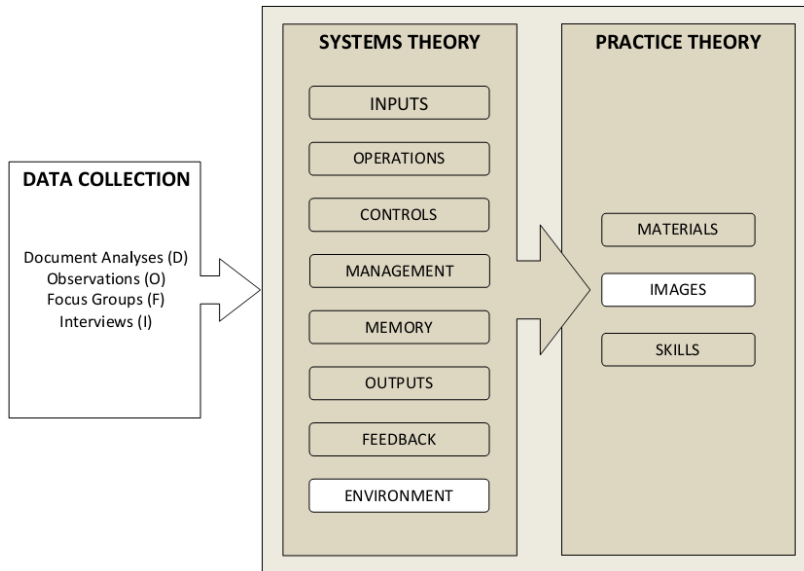 DATA COLLECTION
Document Analyses (D)
Observations (O)
Focus Groups (F)
Interviews (I)
SYSTEMS THEORY
INPUTS
OPERATIONS
CONTROLS
MANAGEMENT
MEMORY
OUTPUTS
FEEDBACK
ENVIRONMENT
PRACTICE THEORY
MATERIALS
IMAGES
SKILLS